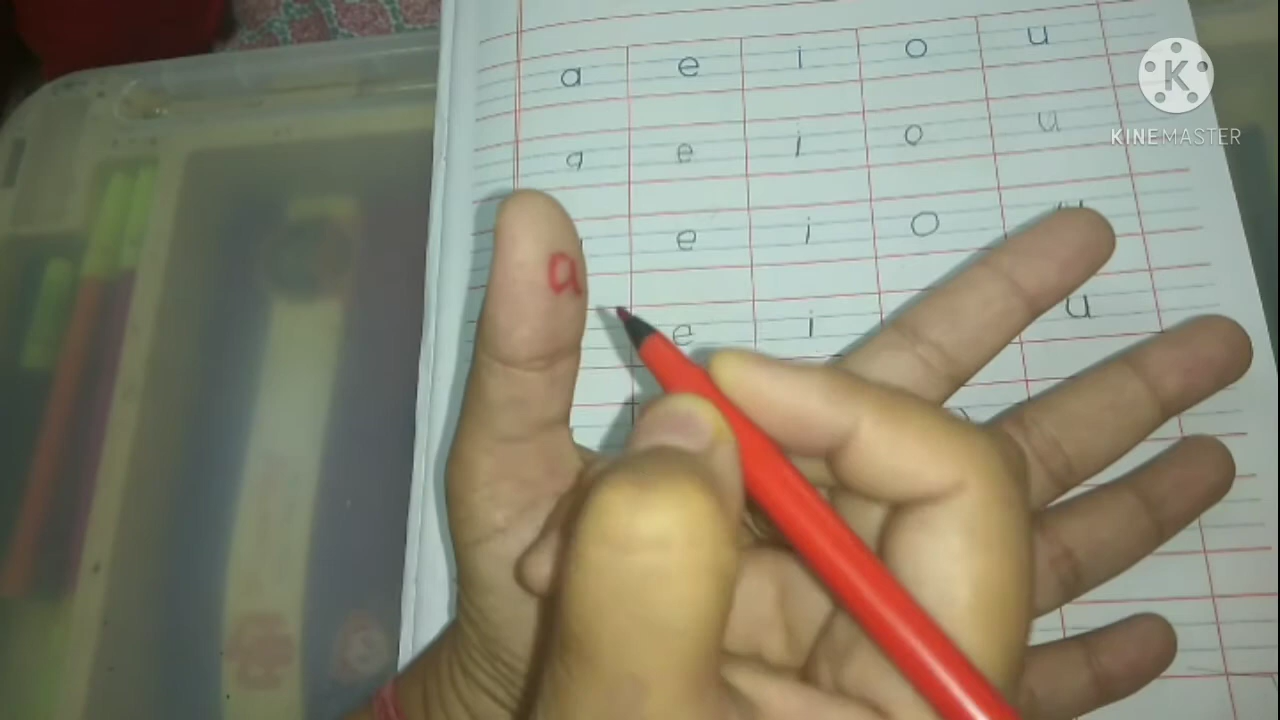 a e i o u
a e i o u
e i o u
e i u
a
K
KINEMASTER